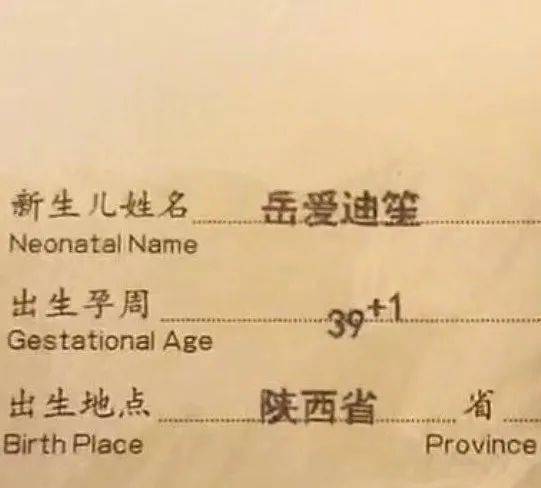 新生儿姓名 岳爱迪笙
Neonatal Name
出生孕周 39+1
Gestational Age
出生地点 陕西省 省
Birth Place Province